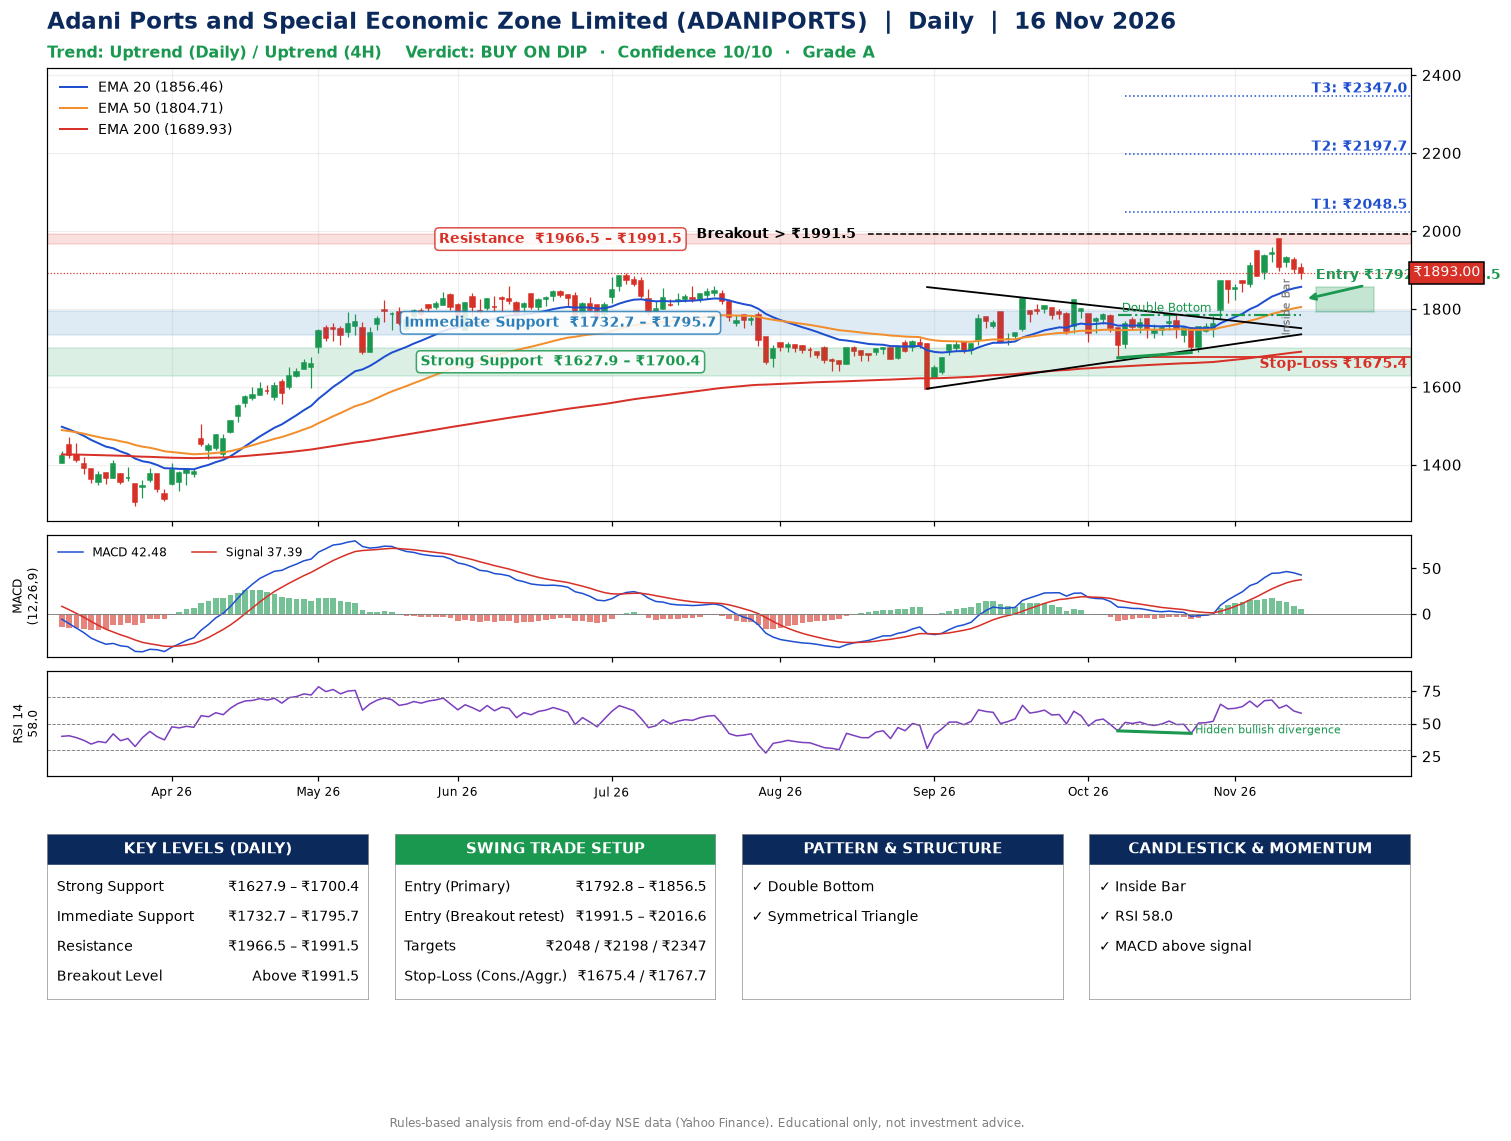 Adani Ports and Special Economic Zone Limited (ADANIPORTS) | Daily | 16 Nov 2026
Trend: Uptrend (Daily) / Uptrend (4H) Verdict: BUY ON DIP · Confidence 10/10 · Grade A
EMA 20 (1856.46)
EMA 50 (1804.71)
EMA 200 (1689.93)
T3: ₹2347.0
T2: ₹2197.7
T1: ₹2048.5
Resistance ₹1966.5 – ₹1991.5
Breakout > ₹1991.5
Entry ₹1792
.5
₹1893.00
Immediate Support ₹1732.7 – ₹1795.7
Double Bottom
Inside Bar
Strong Support ₹1627.9 – ₹1700.4
Stop-Loss ₹1675.4
2400
2200
2000
1800
1600
1400
MACD 42.48
Signal 37.39
MACD
(12,26,9)
50
0
RSI 14
58.0
Hidden bullish divergence
75
50
25
Apr 26
May 26
Jun 26
Jul 26
Aug 26
Sep 26
Oct 26
Nov 26
KEY LEVELS (DAILY)
Strong Support ₹1627.9 – ₹1700.4
Immediate Support ₹1732.7 – ₹1795.7
Resistance ₹1966.5 – ₹1991.5
Breakout Level Above ₹1991.5
SWING TRADE SETUP
Entry (Primary) ₹1792.8 – ₹1856.5
Entry (Breakout retest) ₹1991.5 – ₹2016.6
Targets ₹2048 / ₹2198 / ₹2347
Stop-Loss (Cons./Aggr.) ₹1675.4 / ₹1767.7
PATTERN & STRUCTURE
✓ Double Bottom
✓ Symmetrical Triangle
CANDLESTICK & MOMENTUM
✓ Inside Bar
✓ RSI 58.0
✓ MACD above signal
Rules-based analysis from end-of-day NSE data (Yahoo Finance). Educational only, not investment advice.